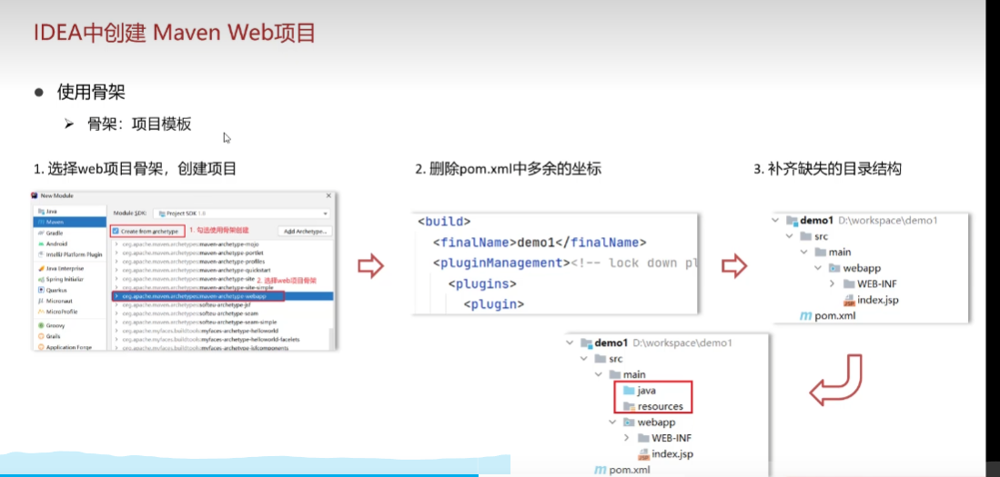 IDEA中创建 Maven Web项目
● 使用骨架
➢ 骨架：项目模板
1. 选择web项目骨架，创建项目
New Module
Java
Maven
Gradle
Android
IntelliJ Platform Plugin
Java Enterprise
Spring Initializr
Quarkus
Micronaut
MicroProfile
Groovy
Grails
Application Forge
Module SDK: Project SDK 1.8
Create from archetype
1. 勾选使用骨架创建
Add Archetype...
org.apache.maven.archetypes:maven-archetype-mojo
org.apache.maven.archetypes:maven-archetype-portlet
org.apache.maven.archetypes:maven-archetype-profiles
org.apache.maven.archetypes:maven-archetype-quickstart
org.apache.maven.archetypes:maven-archetype-site
2. 选择web项目骨架
org.apache.maven.archetypes:maven-archetype-site-simple
org.apache.maven.archetypes:maven-archetype-webapp
org.apache.maven.archetypes:softeu-archetype-jsf
org.apache.maven.archetypes:softeu-archetype-seam
org.apache.maven.archetypes:softeu-archetype-seam-simple
org.apache.myfaces.buildtools:myfaces-archetype-helloworld
org.apache.myfaces.buildtools:myfaces-archetype-helloworld-facelets
org.apache.myfaces.buildtools:myfaces-archetype-jsfcomponents
2. 删除pom.xml中多余的坐标
<build>
<finalName>demo1</finalName>
<pluginManagement><!-- lock down pl
<plugins>
<plugin>
3. 补齐缺失的目录结构
demo1 D:\workspace\demo1
src
main
webapp
WEB-INF
index.jsp
pom.xml
demo1 D:\workspace\demo1
src
main
java
resources
webapp
WEB-INF
index.jsp
pom.xml